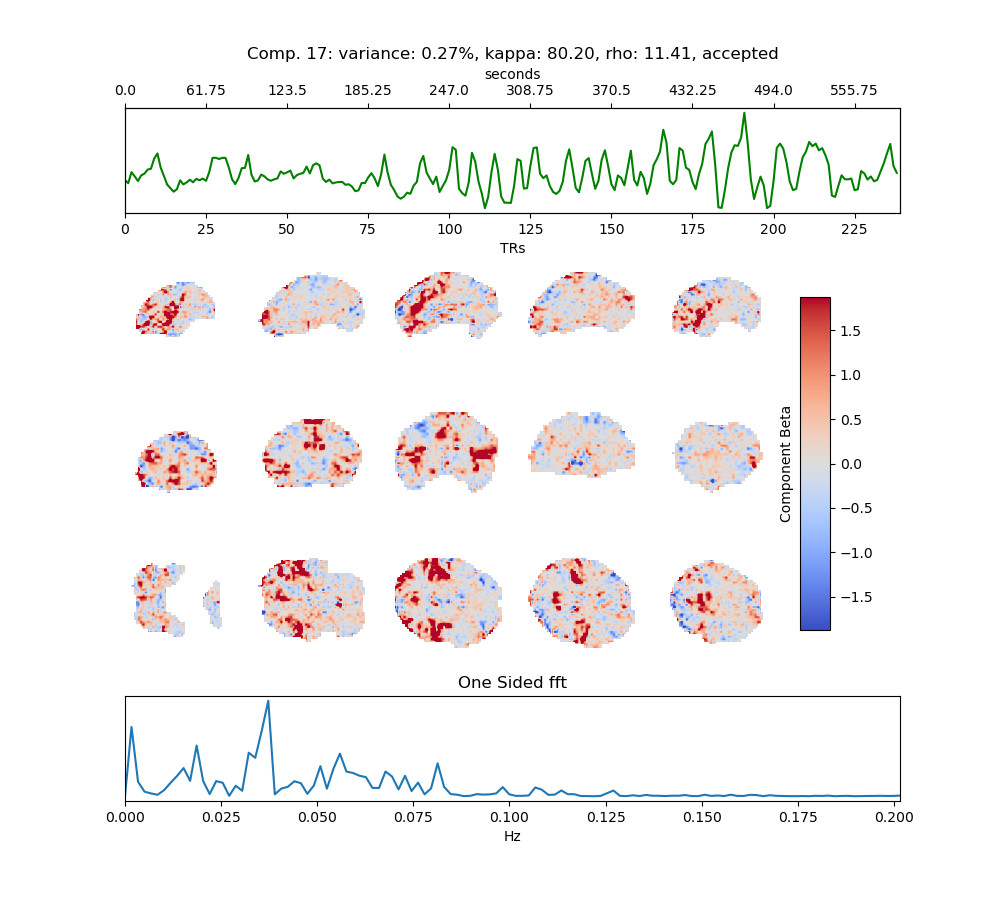 Comp. 17: variance: 0.27%, kappa: 80.20, rho: 11.41, accepted
seconds
0.0 61.75 123.5 185.25 247.0 308.75 370.5 432.25 494.0 555.75
0 25 50 75 100 125 150 175 200 225
TRs
1.5
1.0
0.5
0.0
−0.5
−1.0
−1.5
Component Beta
One Sided fft
0.000 0.025 0.050 0.075 0.100 0.125 0.150 0.175 0.200
Hz